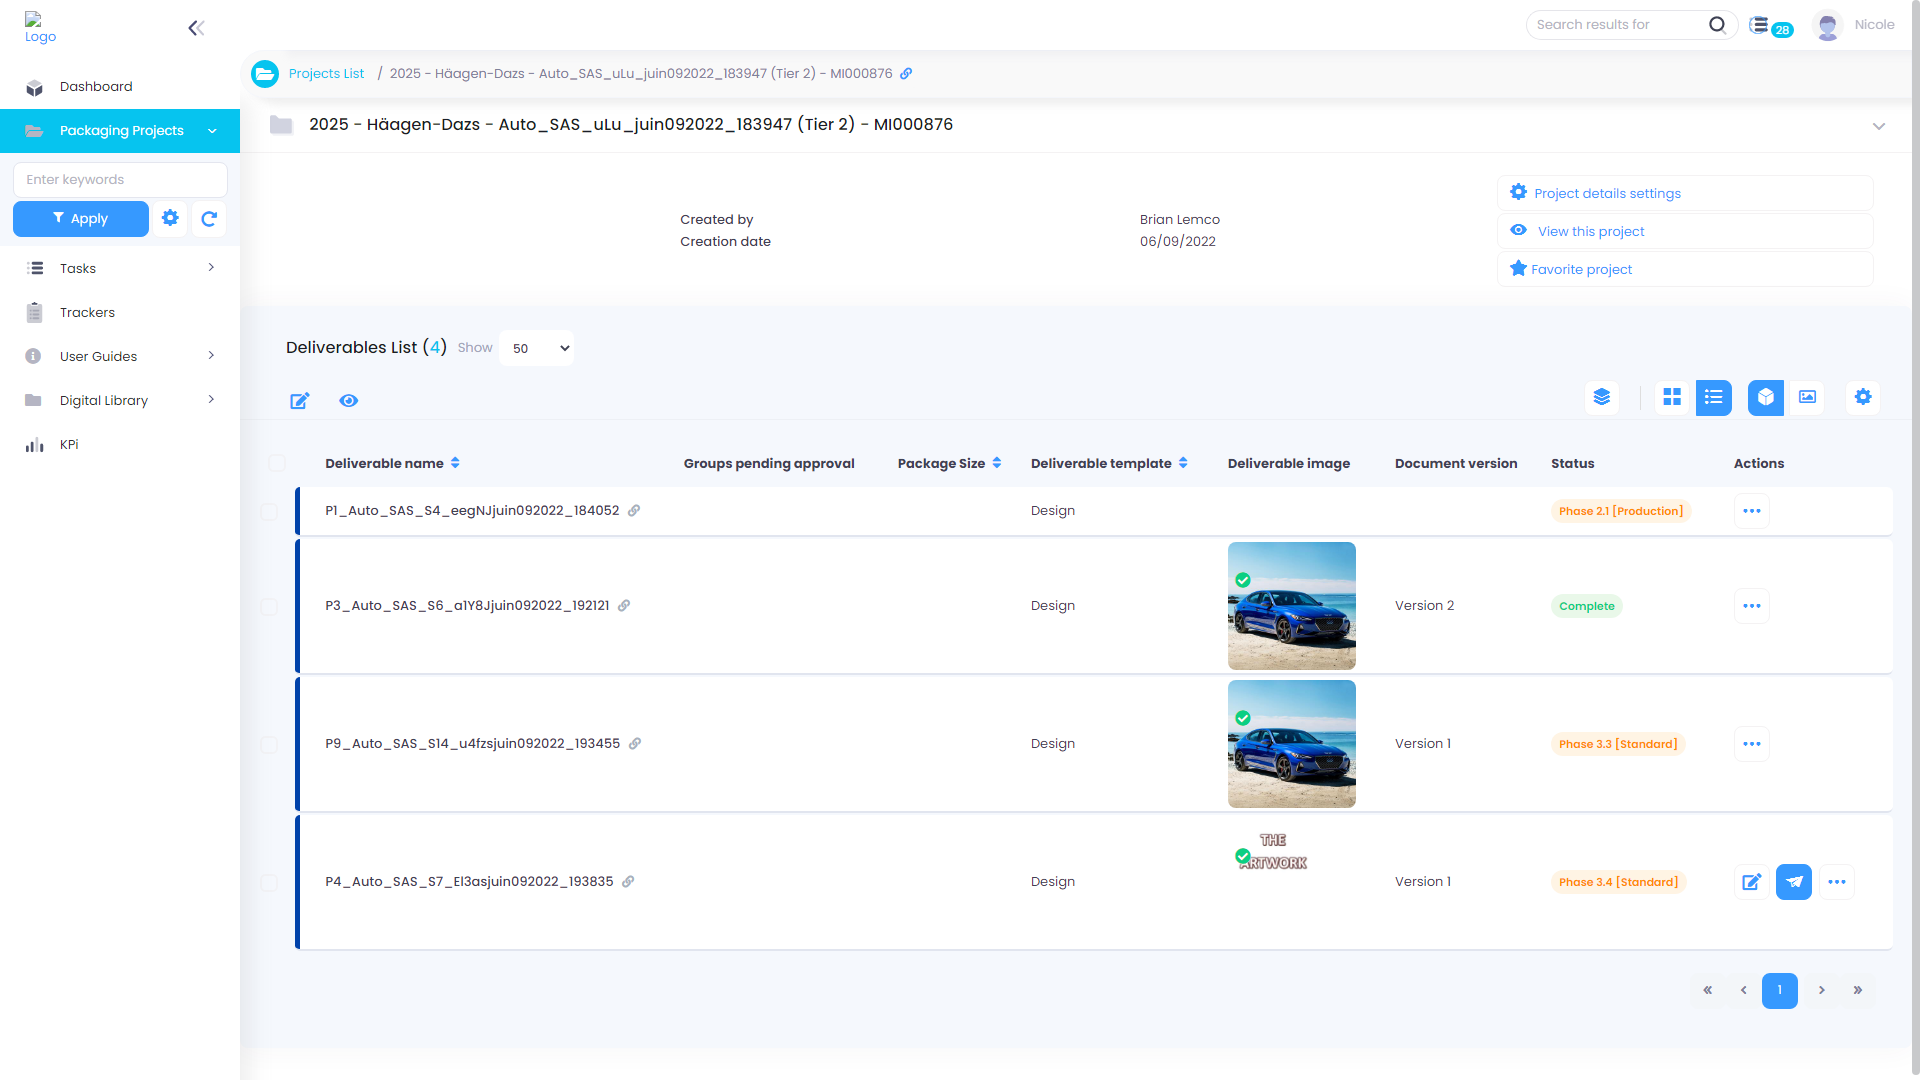 Logo
Search results for
28
Nicole
Projects List / 2025 - Häagen-Dazs - Auto_SAS_uLu_juin092022_183947 (Tier 2) - MI000876
Dashboard
Packaging Projects
2025 - Häagen-Dazs - Auto_SAS_uLu_juin092022_183947 (Tier 2) - MI000876
Enter keywords
Apply
Project details settings
Created by Brian Lemco
View this project
Creation date 06/09/2022
Favorite project
Tasks
Trackers
User Guides
Digital Library
KPi
Deliverables List (4) Show 50
Deliverable name Groups pending approval Package Size Deliverable template Deliverable image Document version Status Actions
P1_Auto_SAS_S4_eegNJjuin092022_184052 Design Phase 2.1 [Production]
P3_Auto_SAS_S6_a1Y8Jjuin092022_192121 Design Version 2 Complete
P9_Auto_SAS_S14_u4fzsjuin092022_193455 Design Version 1 Phase 3.3 [Standard]
THE
ARTWORK
P4_Auto_SAS_S7_El3asjuin092022_193835 Design Version 1 Phase 3.4 [Standard]
« ‹ 1 › »